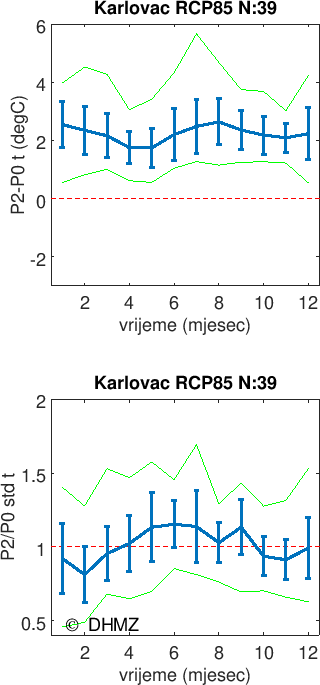 Karlovac RCP85 N:39
6
4
2
0
-2
P2-P0 t (degC)
2 4 6 8 10 12
vrijeme (mjesec)
Karlovac RCP85 N:39
2
1.5
1
0.5
P2/P0 std t
© DHMZ
2 4 6 8 10 12
vrijeme (mjesec)